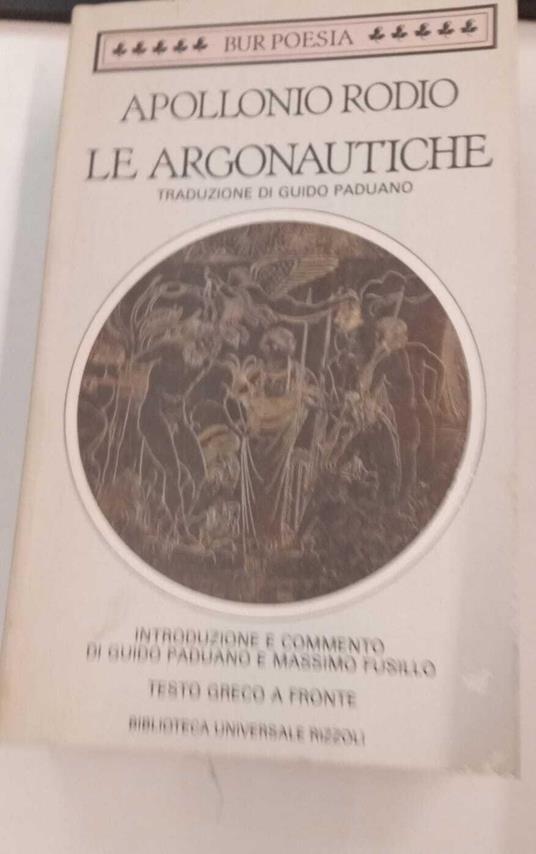 BUR POESIA
APOLLONIO RODIO
LE ARGONAUTICHE
TRADUZIONE DI GUIDO PADUANO
INTRODUZIONE E COMMENTO
DI GUIDO PADUANO E MASSIMO FUSILLO
TESTO GRECO A FRONTE
BIBLIOTECA UNIVERSALE RIZZOLI